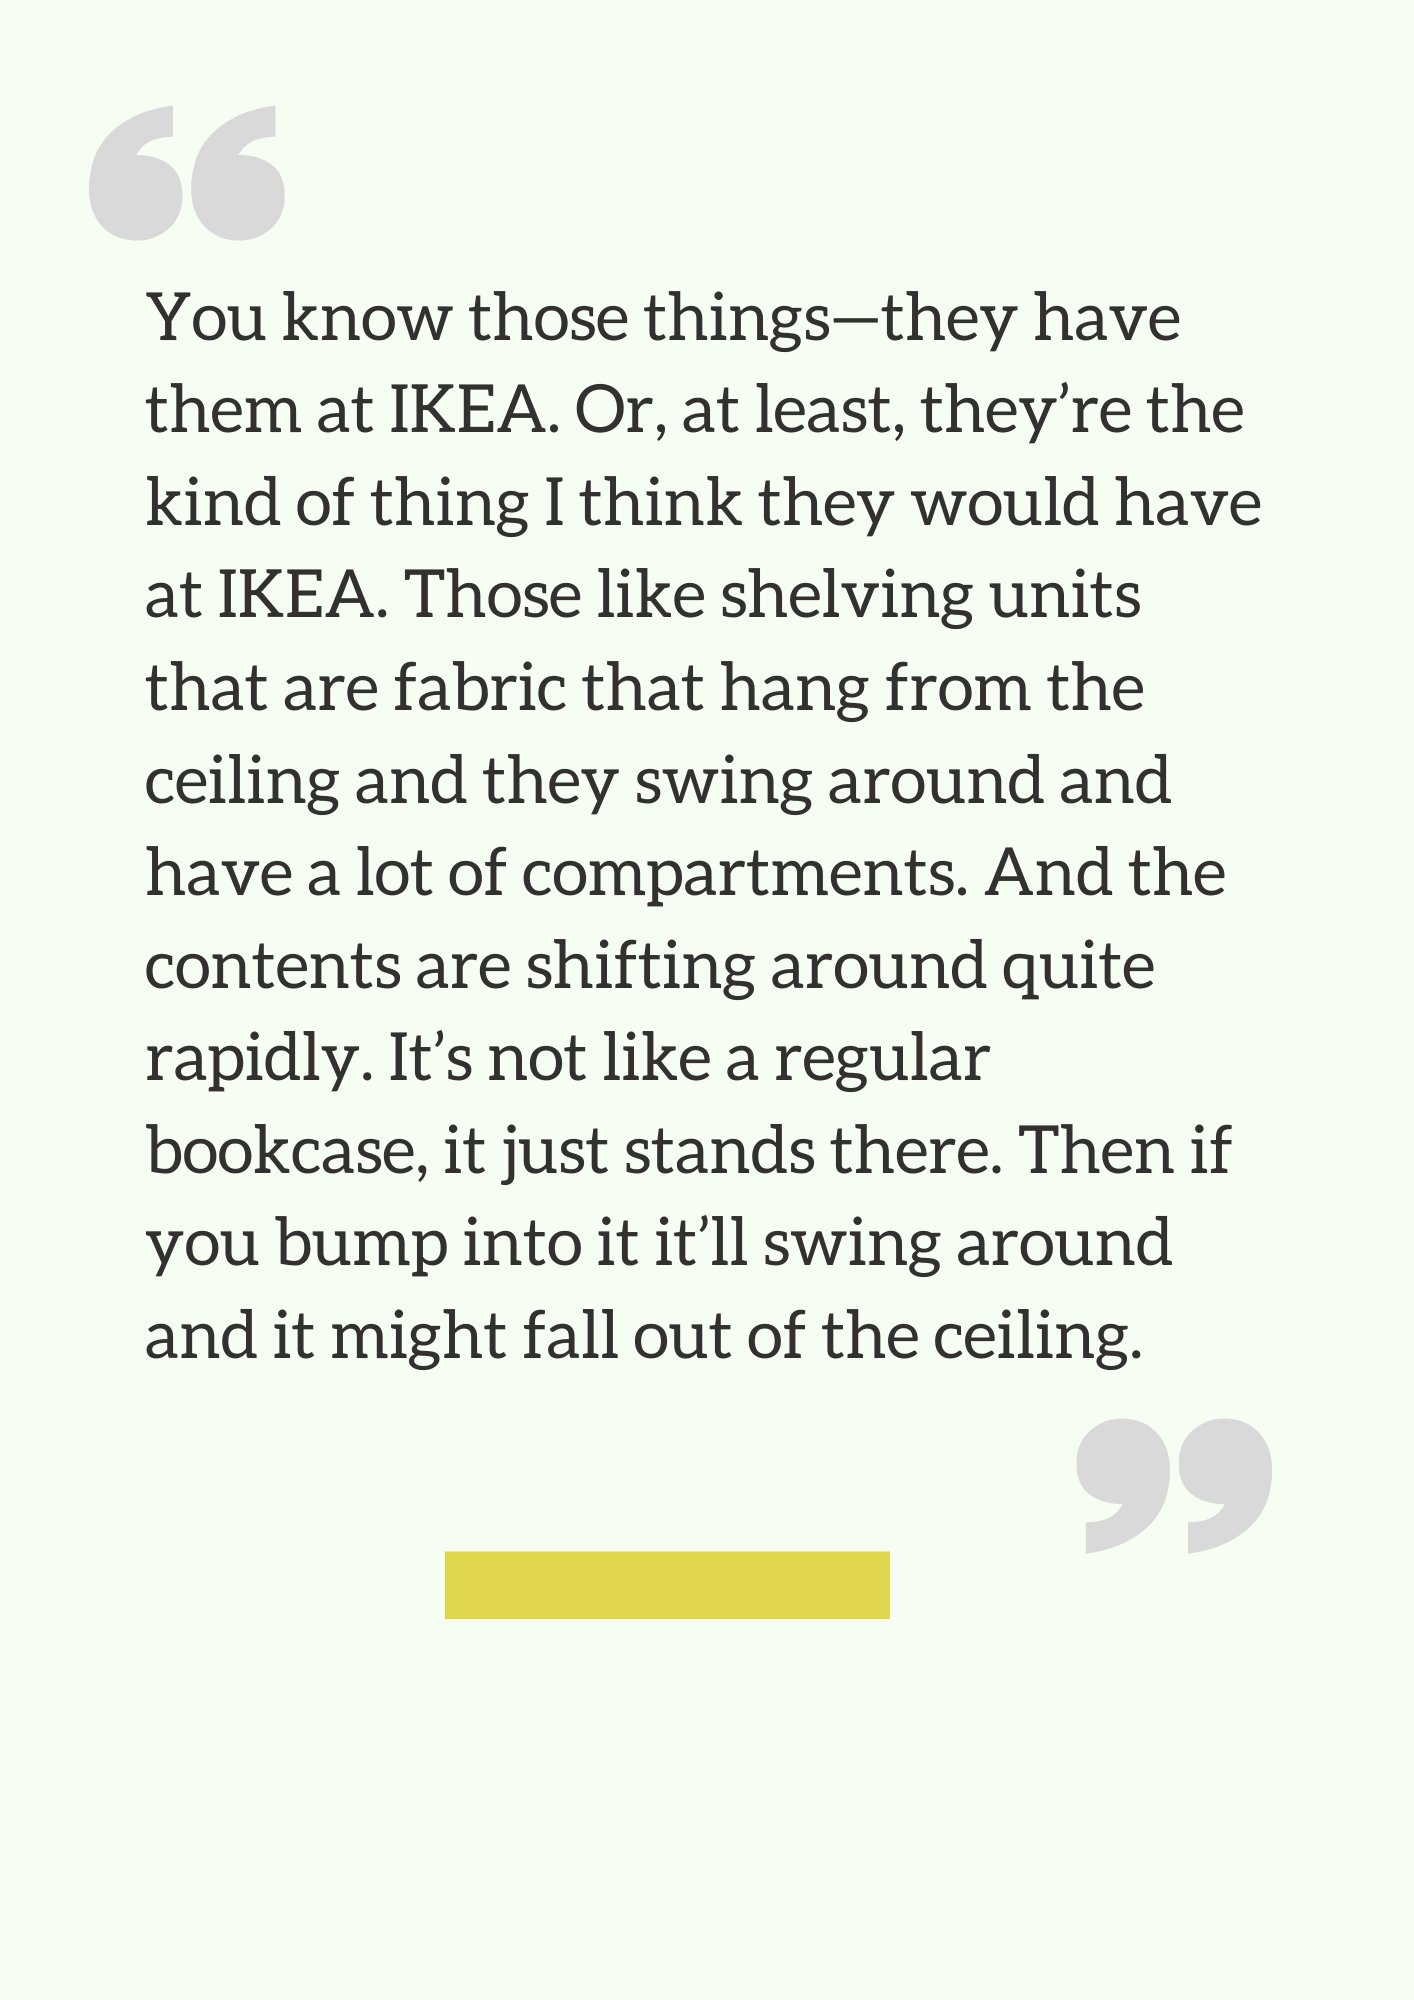 “
You know those things—they have
them at IKEA. Or, at least, they’re the
kind of thing I think they would have
at IKEA. Those like shelving units
that are fabric that hang from the
ceiling and they swing around and
have a lot of compartments. And the
contents are shifting around quite
rapidly. It’s not like a regular
bookcase, it just stands there. Then if
you bump into it it’ll swing around
and it might fall out of the ceiling.
”